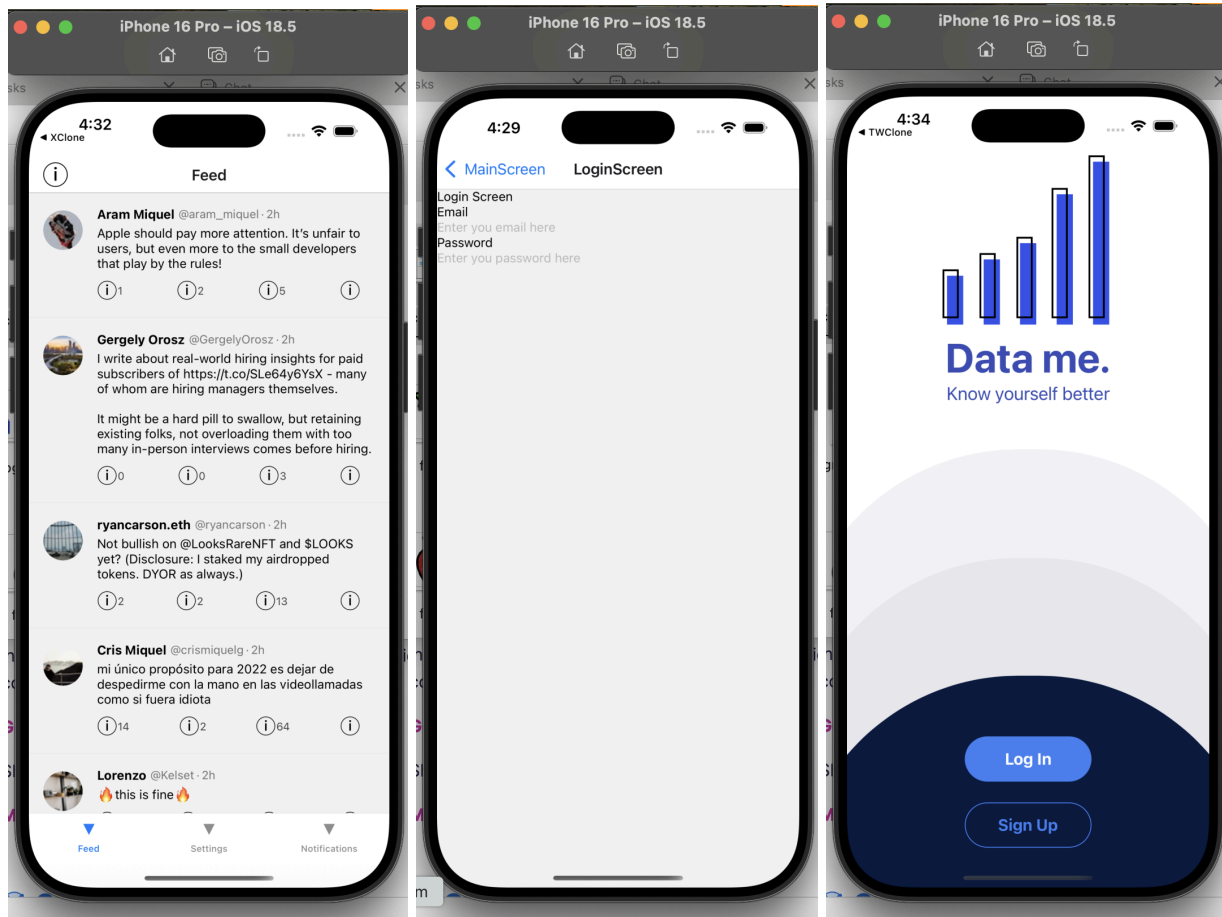 iPhone 16 Pro – iOS 18.5
4:32
◀ XClone
Feed
Aram Miquel @aram_miquel · 2h
Apple should pay more attention. It's unfair to
users, but even more to the small developers
that play by the rules!
1 2 5
Gergely Orosz @GergelyOrosz · 2h
I write about real-world hiring insights for paid
subscribers of https://t.co/SLe64y6YsX - many
of whom are hiring managers themselves.
It might be a hard pill to swallow, but retaining
existing folks, not overloading them with too
many in-person interviews comes before hiring.
0 0 3
ryancarson.eth @ryancarson · 2h
Not bullish on @LooksRareNFT and $LOOKS
yet? (Disclosure: I staked my airdropped
tokens. DYOR as always.)
2 2 13
Cris Miquel @crismiquelg · 2h
mi único propósito para 2022 es dejar de
despedirme con la mano en las videollamadas
como si fuera idiota
14 2 64
Lorenzo @Kelset · 2h
🔥this is fine🔥
Feed Settings Notifications
iPhone 16 Pro – iOS 18.5
4:29
MainScreen LoginScreen
Login Screen
Email
Enter you email here
Password
Enter you password here
iPhone 16 Pro – iOS 18.5
4:34
◀ TWClone
Data me.
Know yourself better
Log In
Sign Up